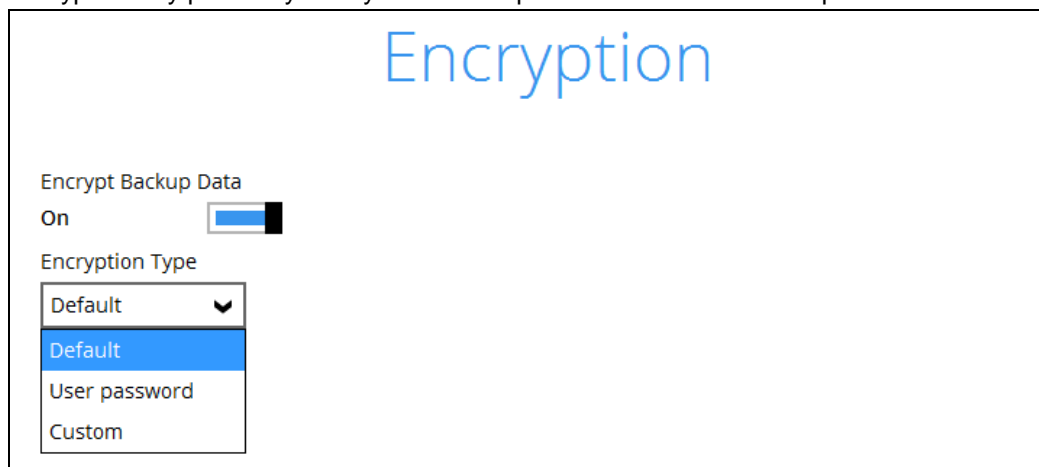 Encryption
Encrypt Backup Data
On
Encryption Type
Default
Default
User password
Custom